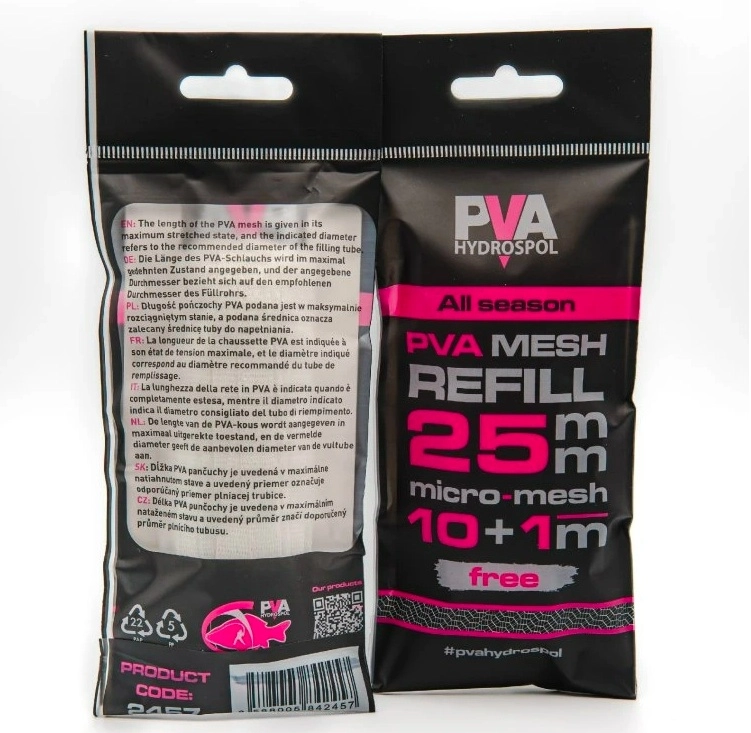 EN: The length of the PVA mesh is given in its
maximum stretched state, and the indicated diameter
refers to the recommended diameter of the filling tube.
DE: Die Länge des PVA-Schlauchs wird im maximal
gedehnten Zustand angegeben, und der angegebene
Durchmesser bezieht sich auf den empfohlenen
Durchmesser des Füllrohrs.
PL: Długość pończochy PVA podana jest w maksymalnie
rozciągniętym stanie, a podana średnica oznacza
zalecany średnicę tuby do napełniania.
FR: La longueur de la chaussette PVA est indiquée à
son état de tension maximale, et le diamètre indiqué
correspond au diamètre recommandé du tube de
remplissage.
IT: La lunghezza della rete in PVA è indicata quando è
completamente estesa, mentre il diametro indicato
indica il diametro consigliato del tubo di riempimento.
NL: De lengte van de PVA-kous wordt aangegeven in
maximaal uitgerekte toestand, en de vermelde
diameter geeft de aanbevolen diameter van de vultube
aan.
SK: Dĺžka PVA pančuchy je uvedená v maximálne
natiahnutom stave a uvedený priemer označuje
odporúčaný priemer plniacej trubice.
CZ: Délka PVA punčochy je uvedena v maximálním
nataženém stavu a uvedený průměr značí doporučený
průměr plnicího tubusu.
22
PAP
5
PP
PVA
HYDROSPOL
Our products
PRODUCT
CODE:
2457
588005 842457
PVA
HYDROSPOL
All season
PVA MESH
REFILL
25mm
micro-mesh
10+1m
free
#pvahydrospol